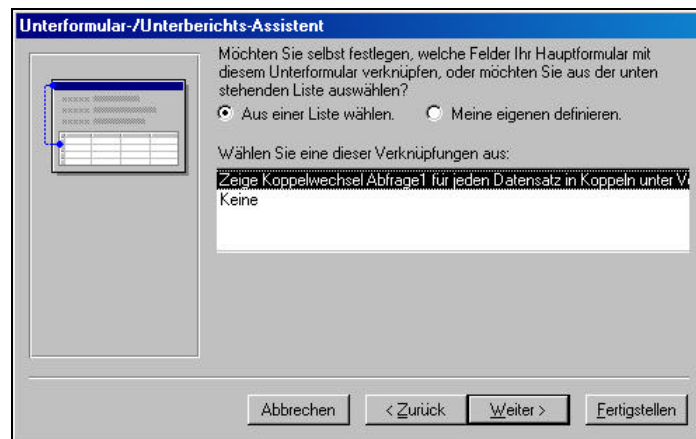 Unterformular-/Unterberichts-Assistent
Möchten Sie selbst festlegen, welche Felder Ihr Hauptformular mit
diesem Unterformular verknüpfen, oder möchten Sie aus der unten
stehenden Liste auswählen?
Aus einer Liste wählen. Meine eigenen definieren.
Wählen Sie eine dieser Verknüpfungen aus:
Zeige Koppelwechsel Abfrage1 für jeden Datensatz in Koppeln unter
Keine
Abbrechen < Zurück Weiter > Fertigstellen